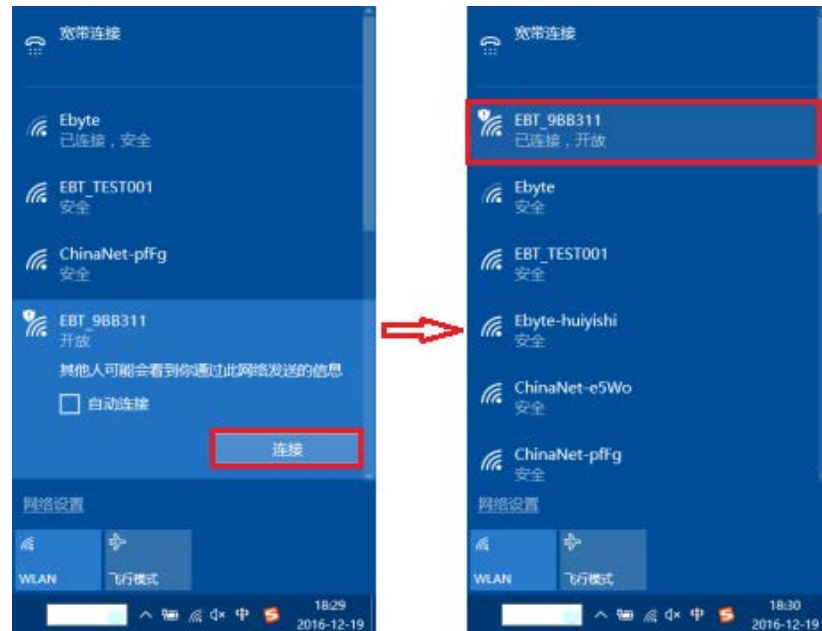 宽带连接
Ebyte
已连接，安全
EBT_TEST001
安全
ChinaNet-pfFg
安全
EBT_9BB311
开放
其他人可能会看到你通过此网络发送的信息
自动连接
连接
网络设置
WLAN
飞行模式
中
18:29
2016-12-19
宽带连接
EBT_9BB311
已连接，开放
Ebyte
安全
EBT_TEST001
安全
Ebyte-huiyishi
安全
ChinaNet-e5Wo
安全
ChinaNet-pfFg
安全
网络设置
WLAN
飞行模式
中
18:30
2016-12-19